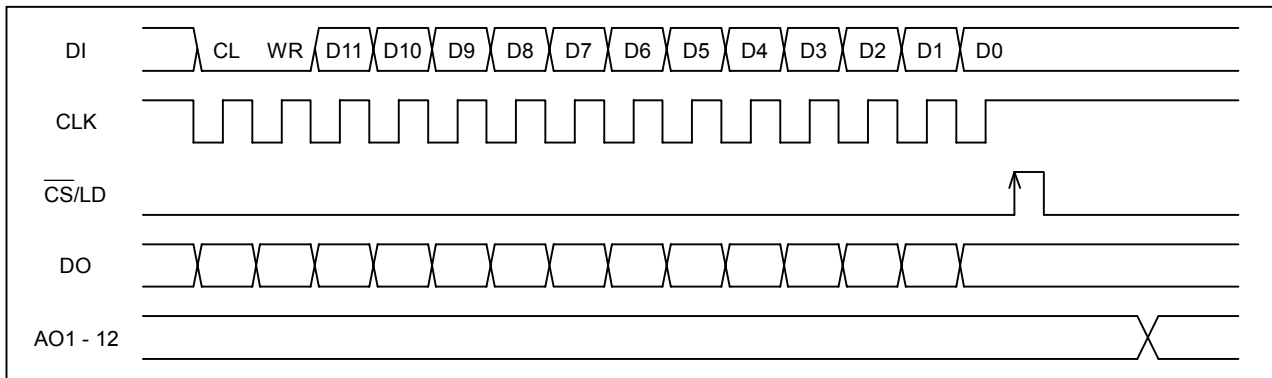 DI CL WR D11 D10 D9 D8 D7 D6 D5 D4 D3 D2 D1 D0
CLK
C̅S̅/LD
DO
AO1 - 12